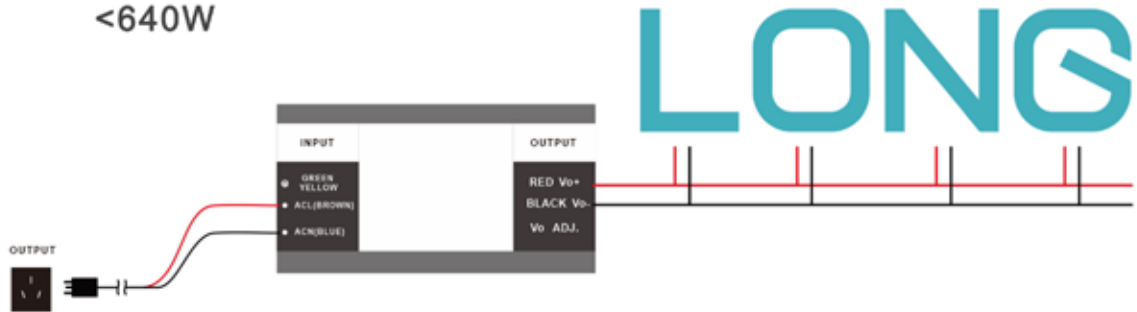 <640W
LONG
INPUT
OUTPUT
GREEN
YELLOW
ACL(BROWN)
ACN(BLUE)
RED Vo+
BLACK Vo-
Vo ADJ.
OUTPUT